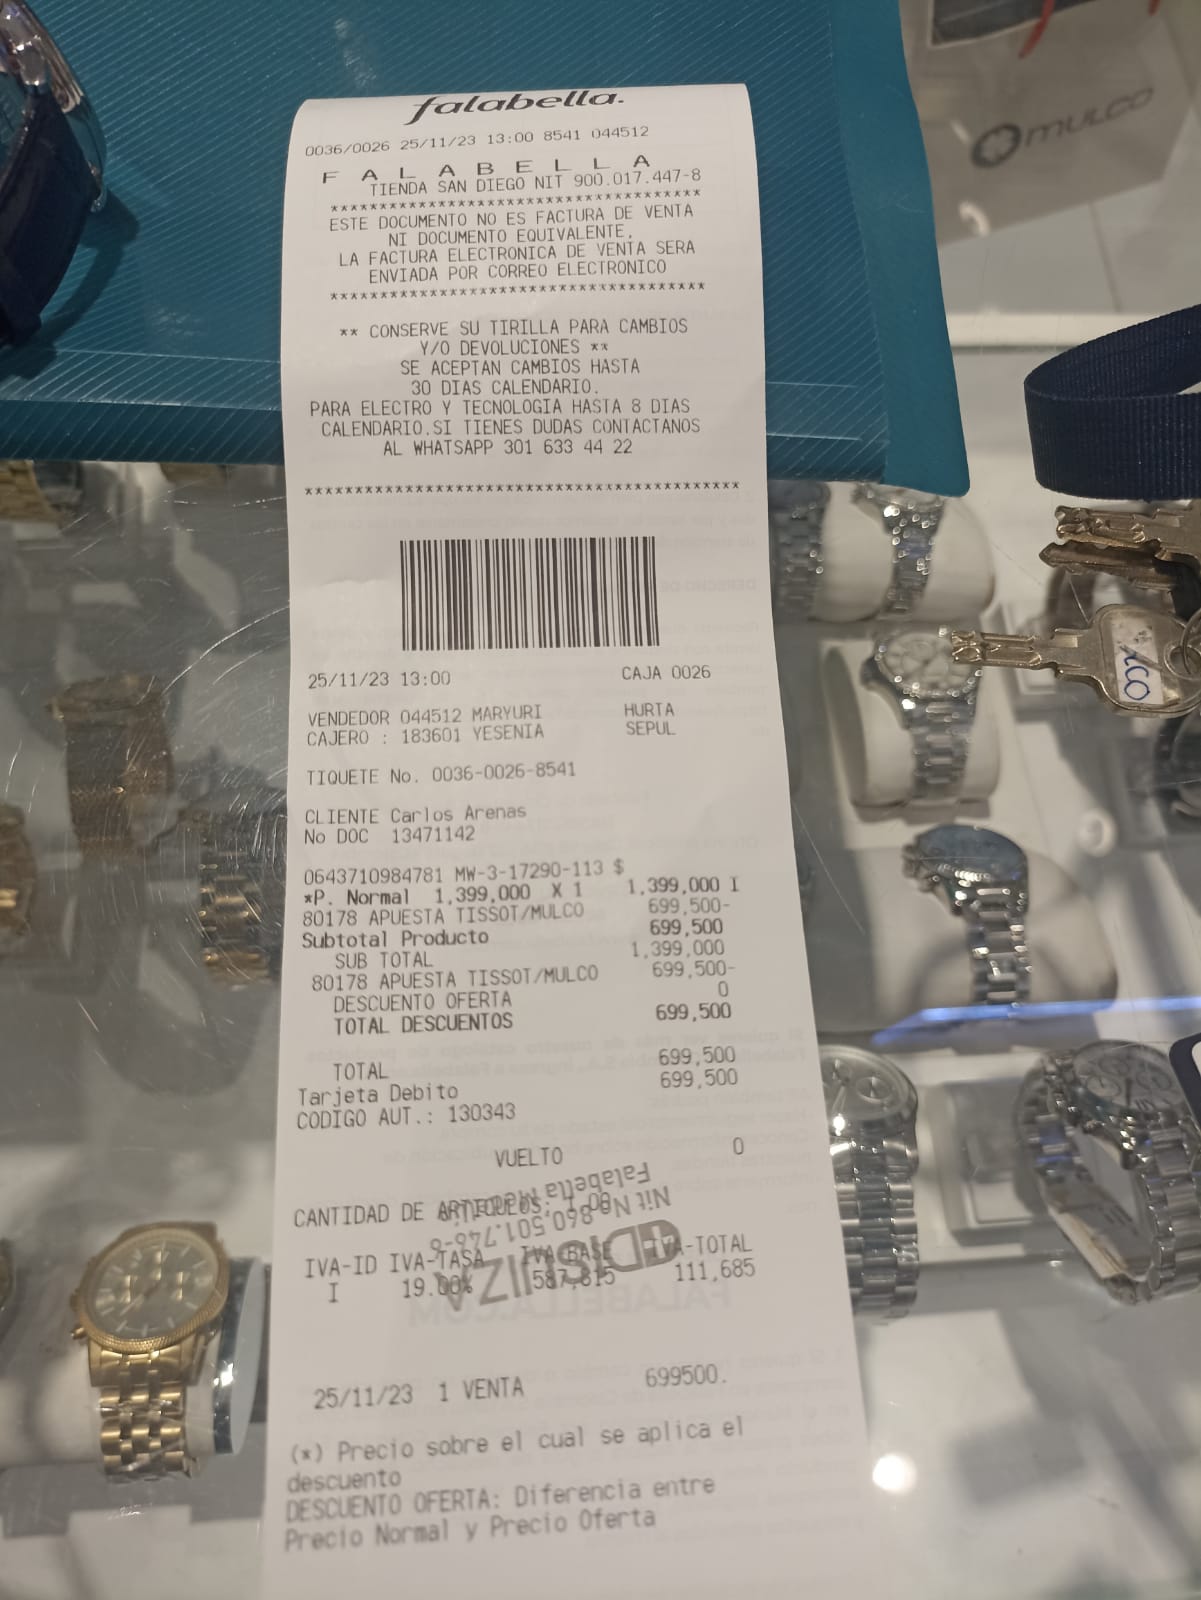 falabella.
0036/0026 25/11/23 13:00 8541 044512
F A L A B E L L A
TIENDA SAN DIEGO NIT 900.017.447-8
*************************************
ESTE DOCUMENTO NO ES FACTURA DE VENTA
NI DOCUMENTO EQUIVALENTE.
LA FACTURA ELECTRONICA DE VENTA SERA
ENVIADA POR CORREO ELECTRONICO
*************************************
** CONSERVE SU TIRILLA PARA CAMBIOS
Y/O DEVOLUCIONES **
SE ACEPTAN CAMBIOS HASTA
30 DIAS CALENDARIO.
PARA ELECTRO Y TECNOLOGIA HASTA 8 DIAS
CALENDARIO.SI TIENES DUDAS CONTACTANOS
AL WHATSAPP 301 633 44 22
*******************************************
25/11/23 13:00 CAJA 0026
VENDEDOR 044512 MARYURI HURTA
CAJERO : 183601 YESENIA SEPUL
TIQUETE No. 0036-0026-8541
CLIENTE Carlos Arenas
No DOC 13471142
0643710984781 MW-3-17290-113 $
*P. Normal 1,399,000 X 1 1,399,000 I
80178 APUESTA TISSOT/MULCO 699,500-
Subtotal Producto 699,500
SUB TOTAL 1,399,000
80178 APUESTA TISSOT/MULCO 699,500-
DESCUENTO OFERTA 0
TOTAL DESCUENTOS 699,500
TOTAL 699,500
Tarjeta Debito 699,500
CODIGO AUT.: 130343
VUELTO 0
CANTIDAD DE ARTICULOS: 1.00
IVA-ID IVA-TASA IVA-BASE IVA-TOTAL
I 19.00% 587,815 111,685
25/11/23 1 VENTA 699500.
(*) Precio sobre el cual se aplica el
descuento
DESCUENTO OFERTA: Diferencia entre
Precio Normal y Precio Oferta
DISUIZA
Nit No 860.501.746-6
Falabella
MULCO